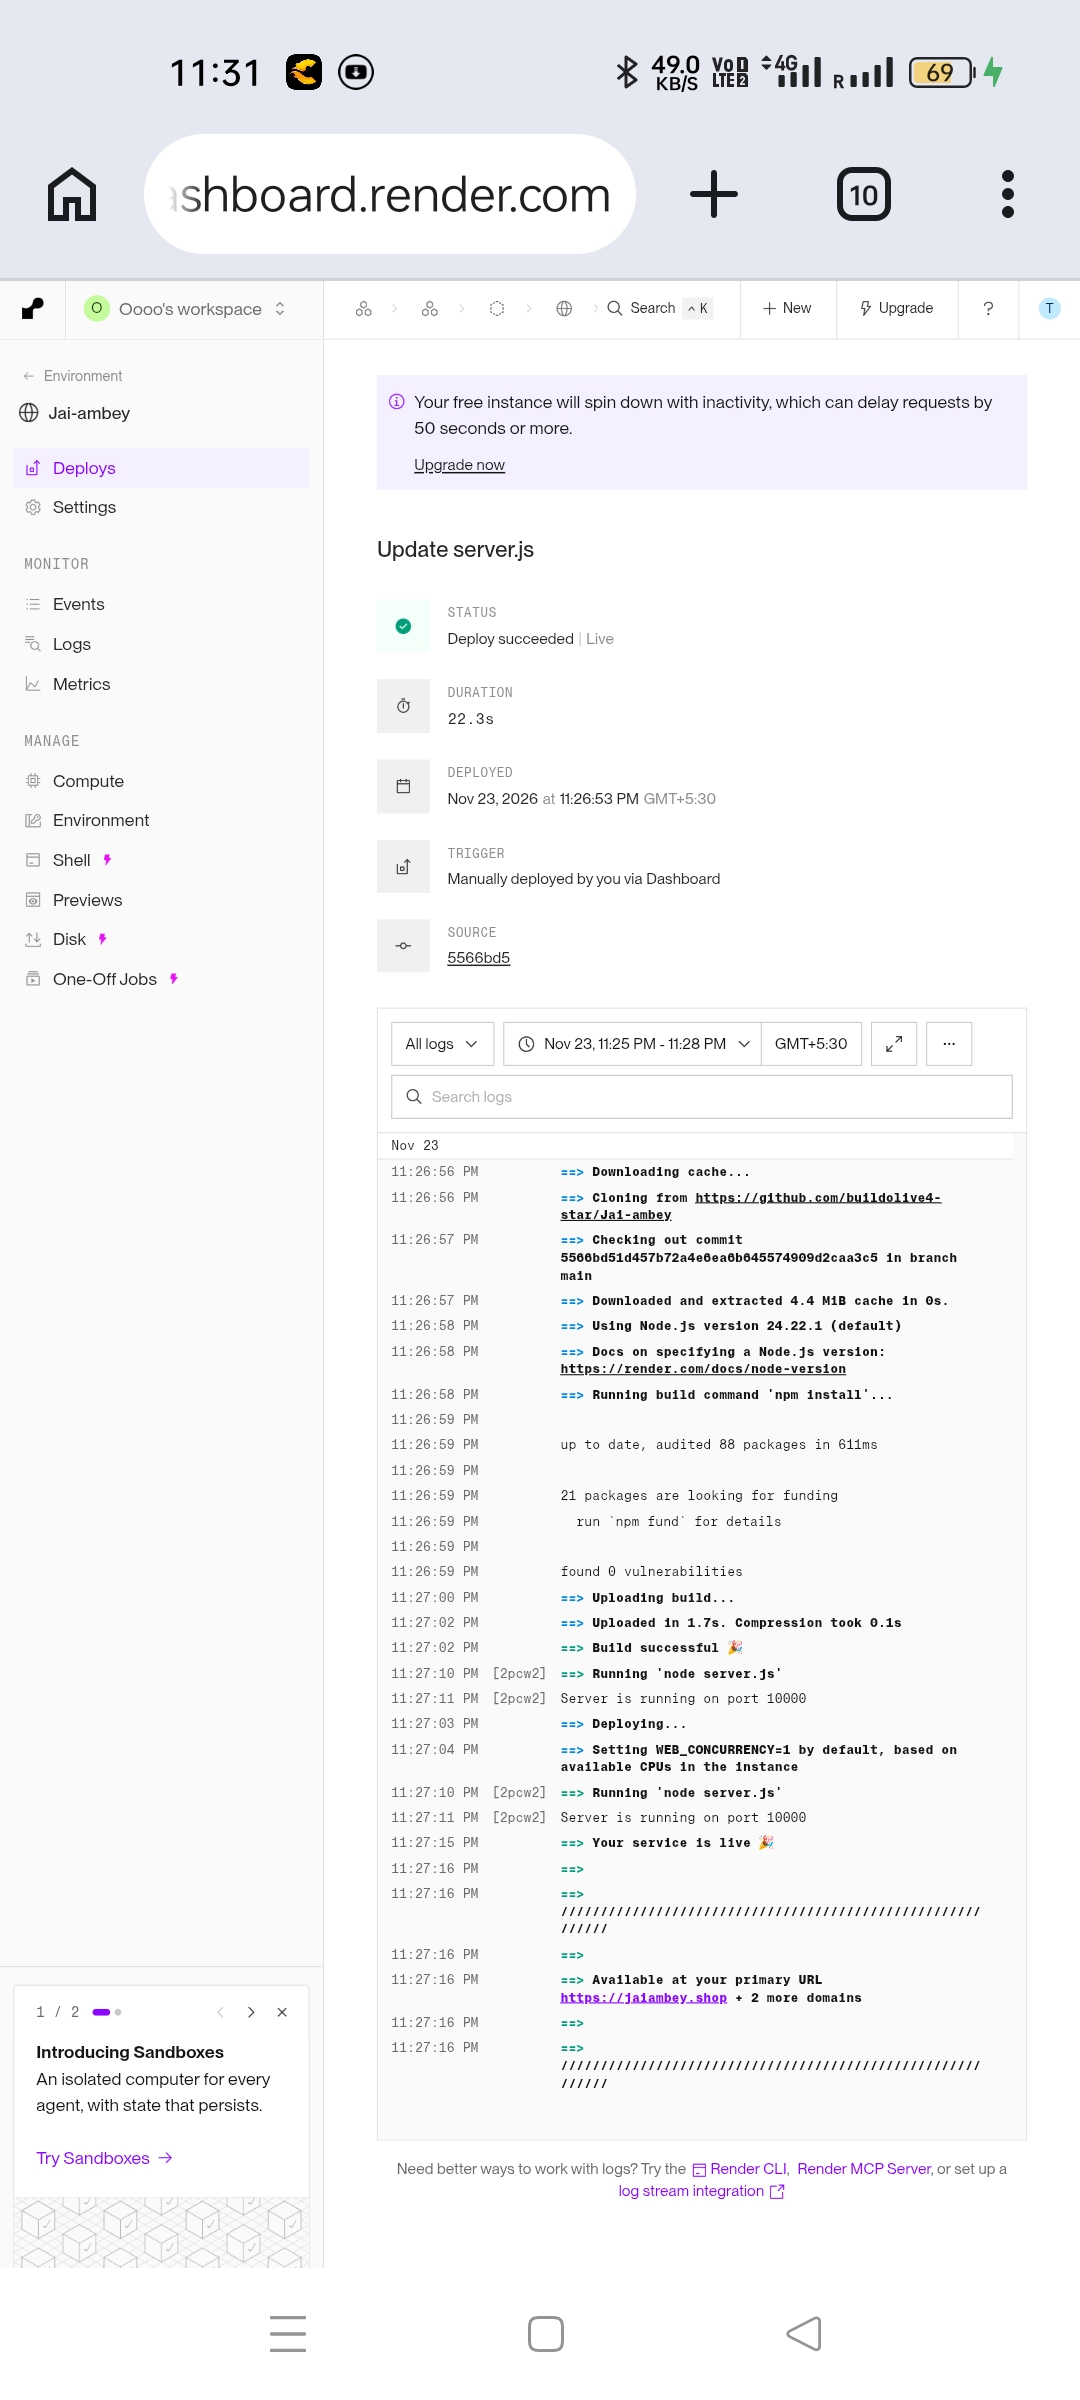 11:31
49.0 KB/S
Vo LTE 2
4G
R
69
ashboard.render.com
10
O Oooo's workspace
Search ^ K
New
Upgrade
?
T
Environment
Jai-ambey
Deploys
Settings
MONITOR
Events
Logs
Metrics
MANAGE
Compute
Environment
Shell
Previews
Disk
One-Off Jobs
1 / 2
Introducing Sandboxes
An isolated computer for every
agent, with state that persists.
Try Sandboxes →
Your free instance will spin down with inactivity, which can delay requests by
50 seconds or more.
Upgrade now
Update server.js
STATUS
Deploy succeeded | Live
DURATION
22.3s
DEPLOYED
Nov 23, 2026 at 11:26:53 PM GMT+5:30
TRIGGER
Manually deployed by you via Dashboard
SOURCE
5566bd5
All logs
Nov 23, 11:25 PM - 11:28 PM
GMT+5:30
...
Search logs
Nov 23
11:26:56 PM ==> Downloading cache...
11:26:56 PM ==> Cloning from https://github.com/buildolive4-
star/Jai-ambey
11:26:57 PM ==> Checking out commit
5566bd51d457b72a4e6ea6b645574909d2caa3c5 in branch
main
11:26:57 PM ==> Downloaded and extracted 4.4 MiB cache in 0s.
11:26:58 PM ==> Using Node.js version 24.22.1 (default)
11:26:58 PM ==> Docs on specifying a Node.js version:
https://render.com/docs/node-version
11:26:58 PM ==> Running build command 'npm install'...
11:26:59 PM
11:26:59 PM up to date, audited 88 packages in 611ms
11:26:59 PM
11:26:59 PM 21 packages are looking for funding
11:26:59 PM run `npm fund` for details
11:26:59 PM
11:26:59 PM found 0 vulnerabilities
11:27:00 PM ==> Uploading build...
11:27:02 PM ==> Uploaded in 1.7s. Compression took 0.1s
11:27:02 PM ==> Build successful 🎉
11:27:10 PM [2pcw2] ==> Running 'node server.js'
11:27:11 PM [2pcw2] Server is running on port 10000
11:27:03 PM ==> Deploying...
11:27:04 PM ==> Setting WEB_CONCURRENCY=1 by default, based on
available CPUs in the instance
11:27:10 PM [2pcw2] ==> Running 'node server.js'
11:27:11 PM [2pcw2] Server is running on port 10000
11:27:15 PM ==> Your service is live 🎉
11:27:16 PM ==>
11:27:16 PM ==>
/////////////////////////////////////////////////////
//////
11:27:16 PM ==>
11:27:16 PM ==> Available at your primary URL
https://jaiambey.shop + 2 more domains
11:27:16 PM ==>
11:27:16 PM ==>
/////////////////////////////////////////////////////
//////
Need better ways to work with logs? Try the Render CLI, Render MCP Server, or set up a
log stream integration